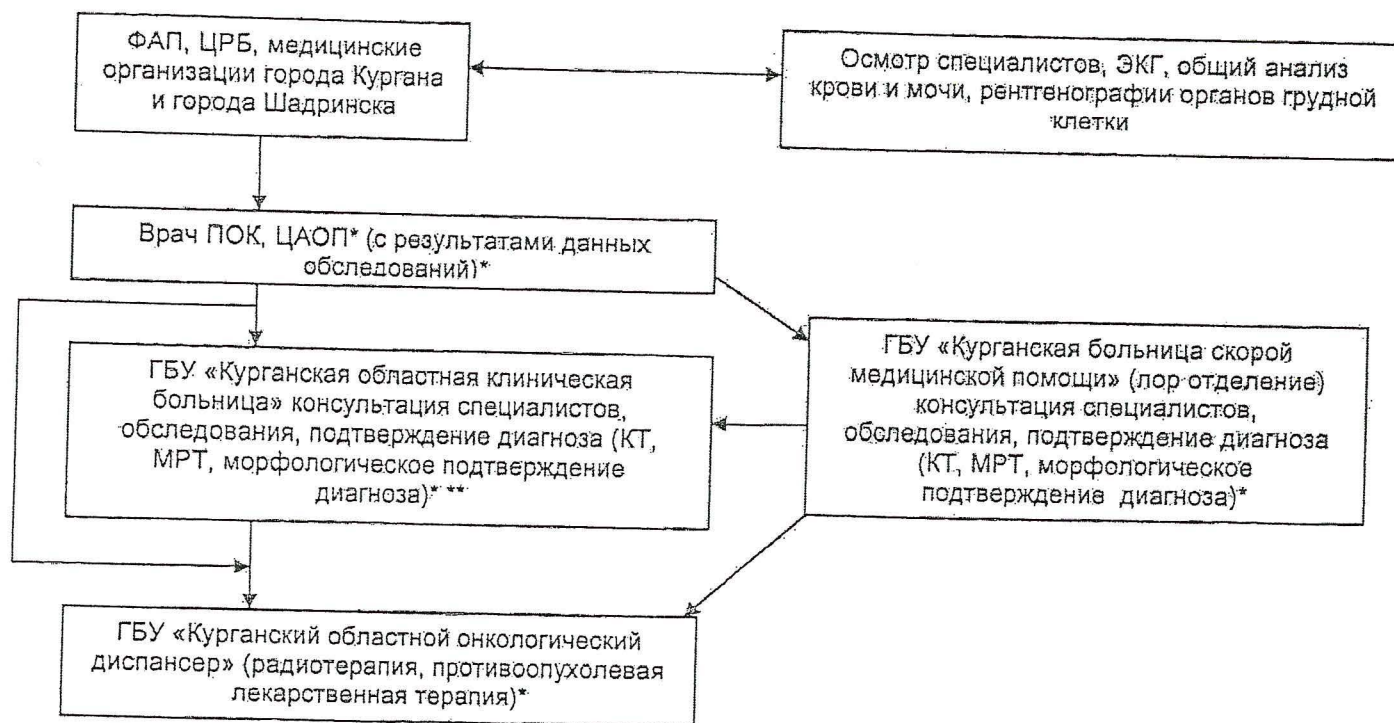 ФАП, ЦРБ, медицинские
организации города Кургана
и города Шадринска
Осмотр специалистов, ЭКГ, общий анализ
крови и мочи, рентгенографии органов грудной
клетки
Врач ПОК, ЦАОП* (с результатами данных
обследований)*
ГБУ «Курганская областная клиническая
больница» консультация специалистов,
обследования, подтверждение диагноза (КТ,
МРТ, морфологическое подтверждение
диагноза)* **
ГБУ «Курганская больница скорой
медицинской помощи» (лор отделение)
консультация специалистов,
обследования, подтверждение диагноза
(КТ, МРТ, морфологическое
подтверждение диагноза)*
ГБУ «Курганский областной онкологический
диспансер» (радиотерапия, противоопухолевая
лекарственная терапия)*